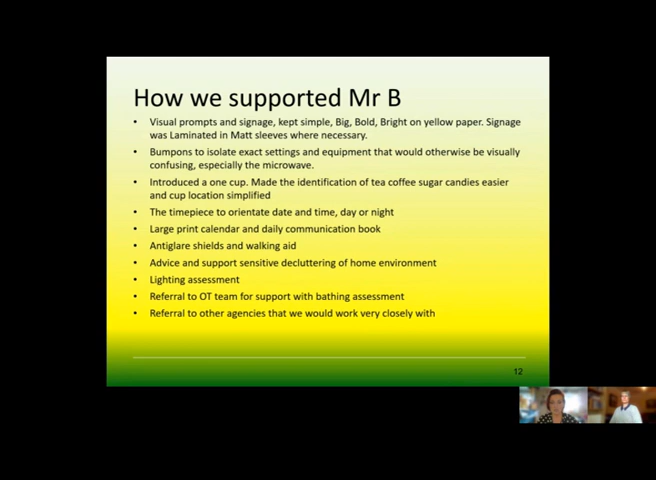 How we supported Mr B
• Visual prompts and signage, kept simple, Big, Bold, Bright on yellow paper. Signage
was Laminated in Matt sleeves where necessary.
• Bumpons to isolate exact settings and equipment that would otherwise be visually
confusing, especially the microwave.
• Introduced a one cup. Made the identification of tea coffee sugar candies easier
and cup location simplified
• The timepiece to orientate date and time, day or night
• Large print calendar and daily communication book
• Antiglare shields and walking aid
• Advice and support sensitive decluttering of home environment
• Lighting assessment
• Referral to OT team for support with bathing assessment
• Referral to other agencies that we would work very closely with
12